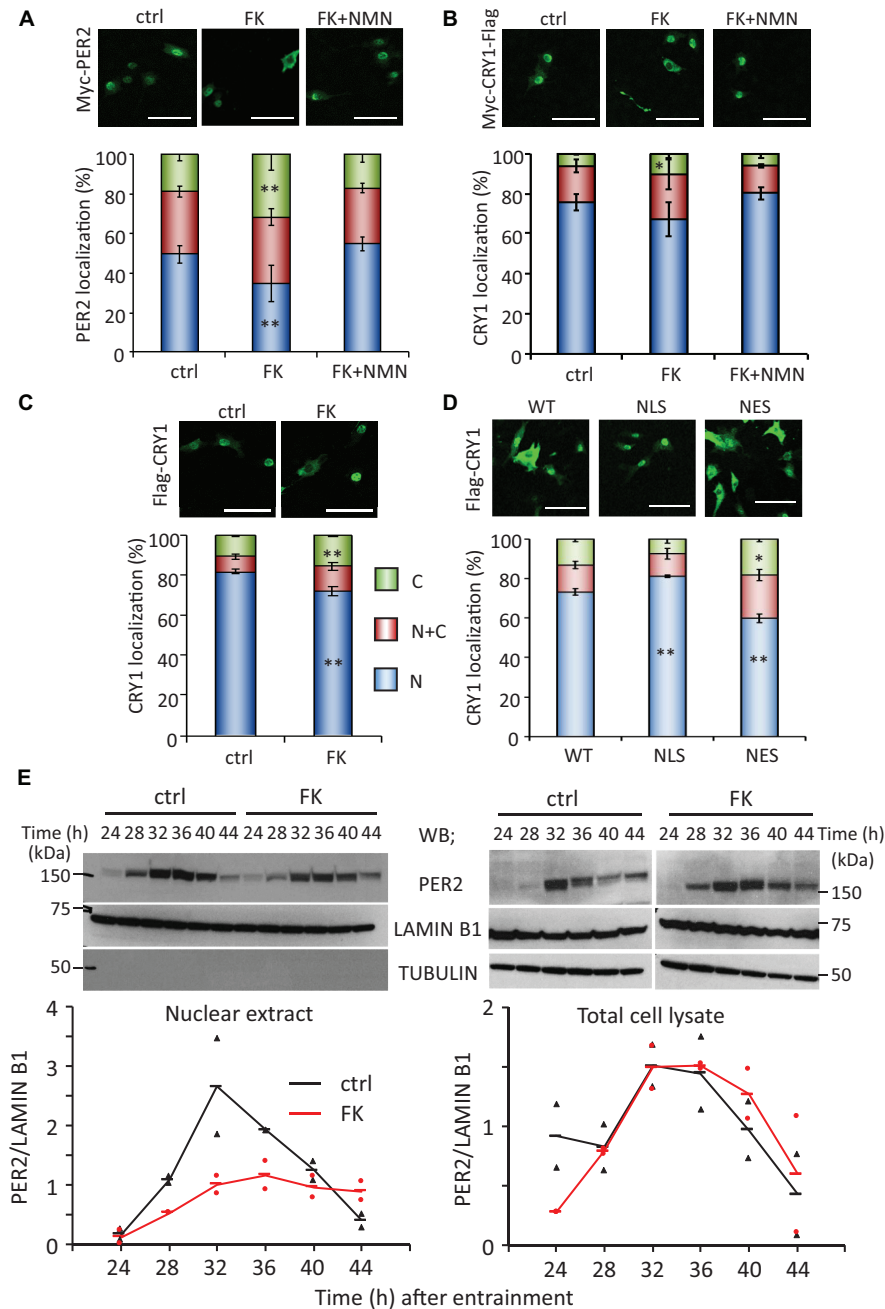 A
ctrl FK FK+NMN
Myc-PER2
PER2 localization (%)
100
80
60
40
20
0
**
**
ctrl FK FK+NMN
B
ctrl FK FK+NMN
Myc-CRY1-Flag
CRY1 localization (%)
100
80
60
40
20
0
*
ctrl FK FK+NMN
C
ctrl FK
Flag-CRY1
CRY1 localization (%)
100
80
60
40
20
0
**
**
ctrl FK
C
N+C
N
D
WT NLS NES
Flag-CRY1
CRY1 localization (%)
100
80
60
40
20
0
*
** **
WT NLS NES
E
ctrl FK
Time (h) 24 28 32 36 40 44 24 28 32 36 40 44
(kDa)
150
75
50
WB;
PER2
LAMIN B1
TUBULIN
ctrl FK
24 28 32 36 40 44 24 28 32 36 40 44 Time (h)
(kDa)
150
75
50
Nuclear extract
PER2/LAMIN B1
4
3
2
1
0
ctrl
FK
24 28 32 36 40 44
Total cell lysate
PER2/LAMIN B1
2
1
0
24 28 32 36 40 44
Time (h) after entrainment